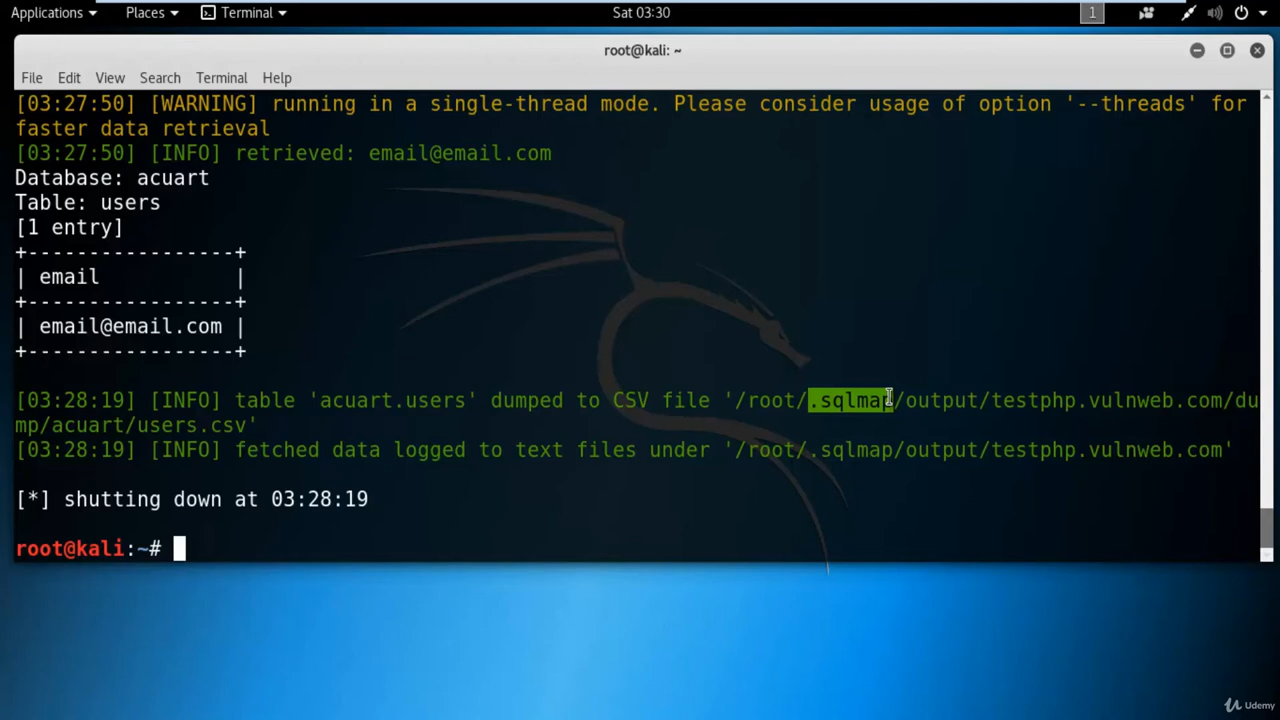 Applications Places Terminal Sat 03:30 1
root@kali: ~
File Edit View Search Terminal Help
[03:27:50] [WARNING] running in a single-thread mode. Please consider usage of option '--threads' for
faster data retrieval
[03:27:50] [INFO] retrieved: email@email.com
Database: acuart
Table: users
[1 entry]
+-----------------+
| email           |
+-----------------+
| email@email.com |
+-----------------+
[03:28:19] [INFO] table 'acuart.users' dumped to CSV file '/root/.sqlmap/output/testphp.vulnweb.com/du
mp/acuart/users.csv'
[03:28:19] [INFO] fetched data logged to text files under '/root/.sqlmap/output/testphp.vulnweb.com'
[*] shutting down at 03:28:19
root@kali:~#
Udemy